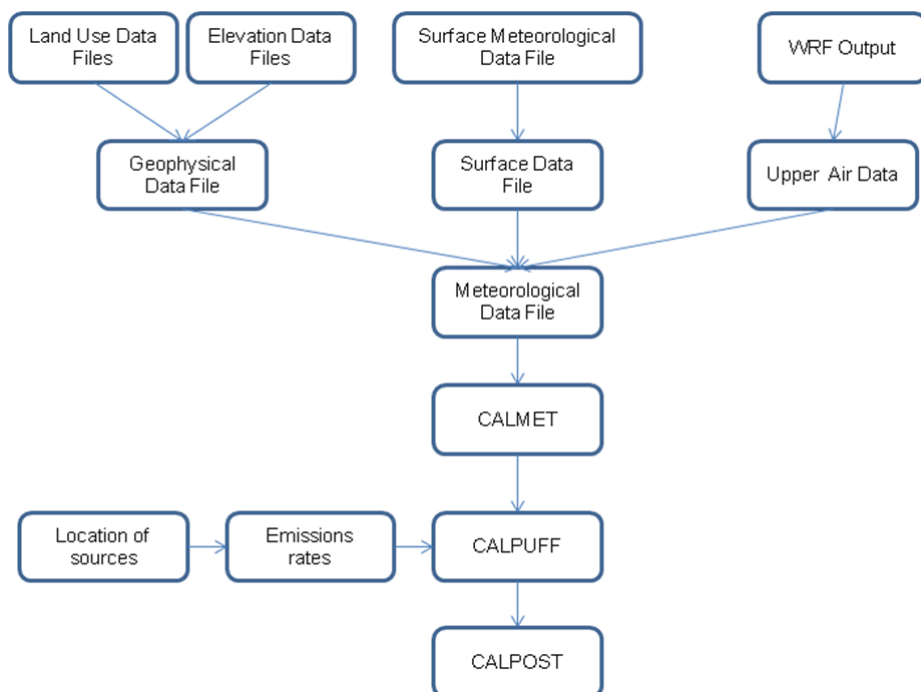 Land Use Data
Files
Elevation Data
Files
Surface Meteorological
Data File
WRF Output
Geophysical
Data File
Surface Data
File
Upper Air Data
Meteorological
Data File
CALMET
Location of
sources
Emissions
rates
CALPUFF
CALPOST